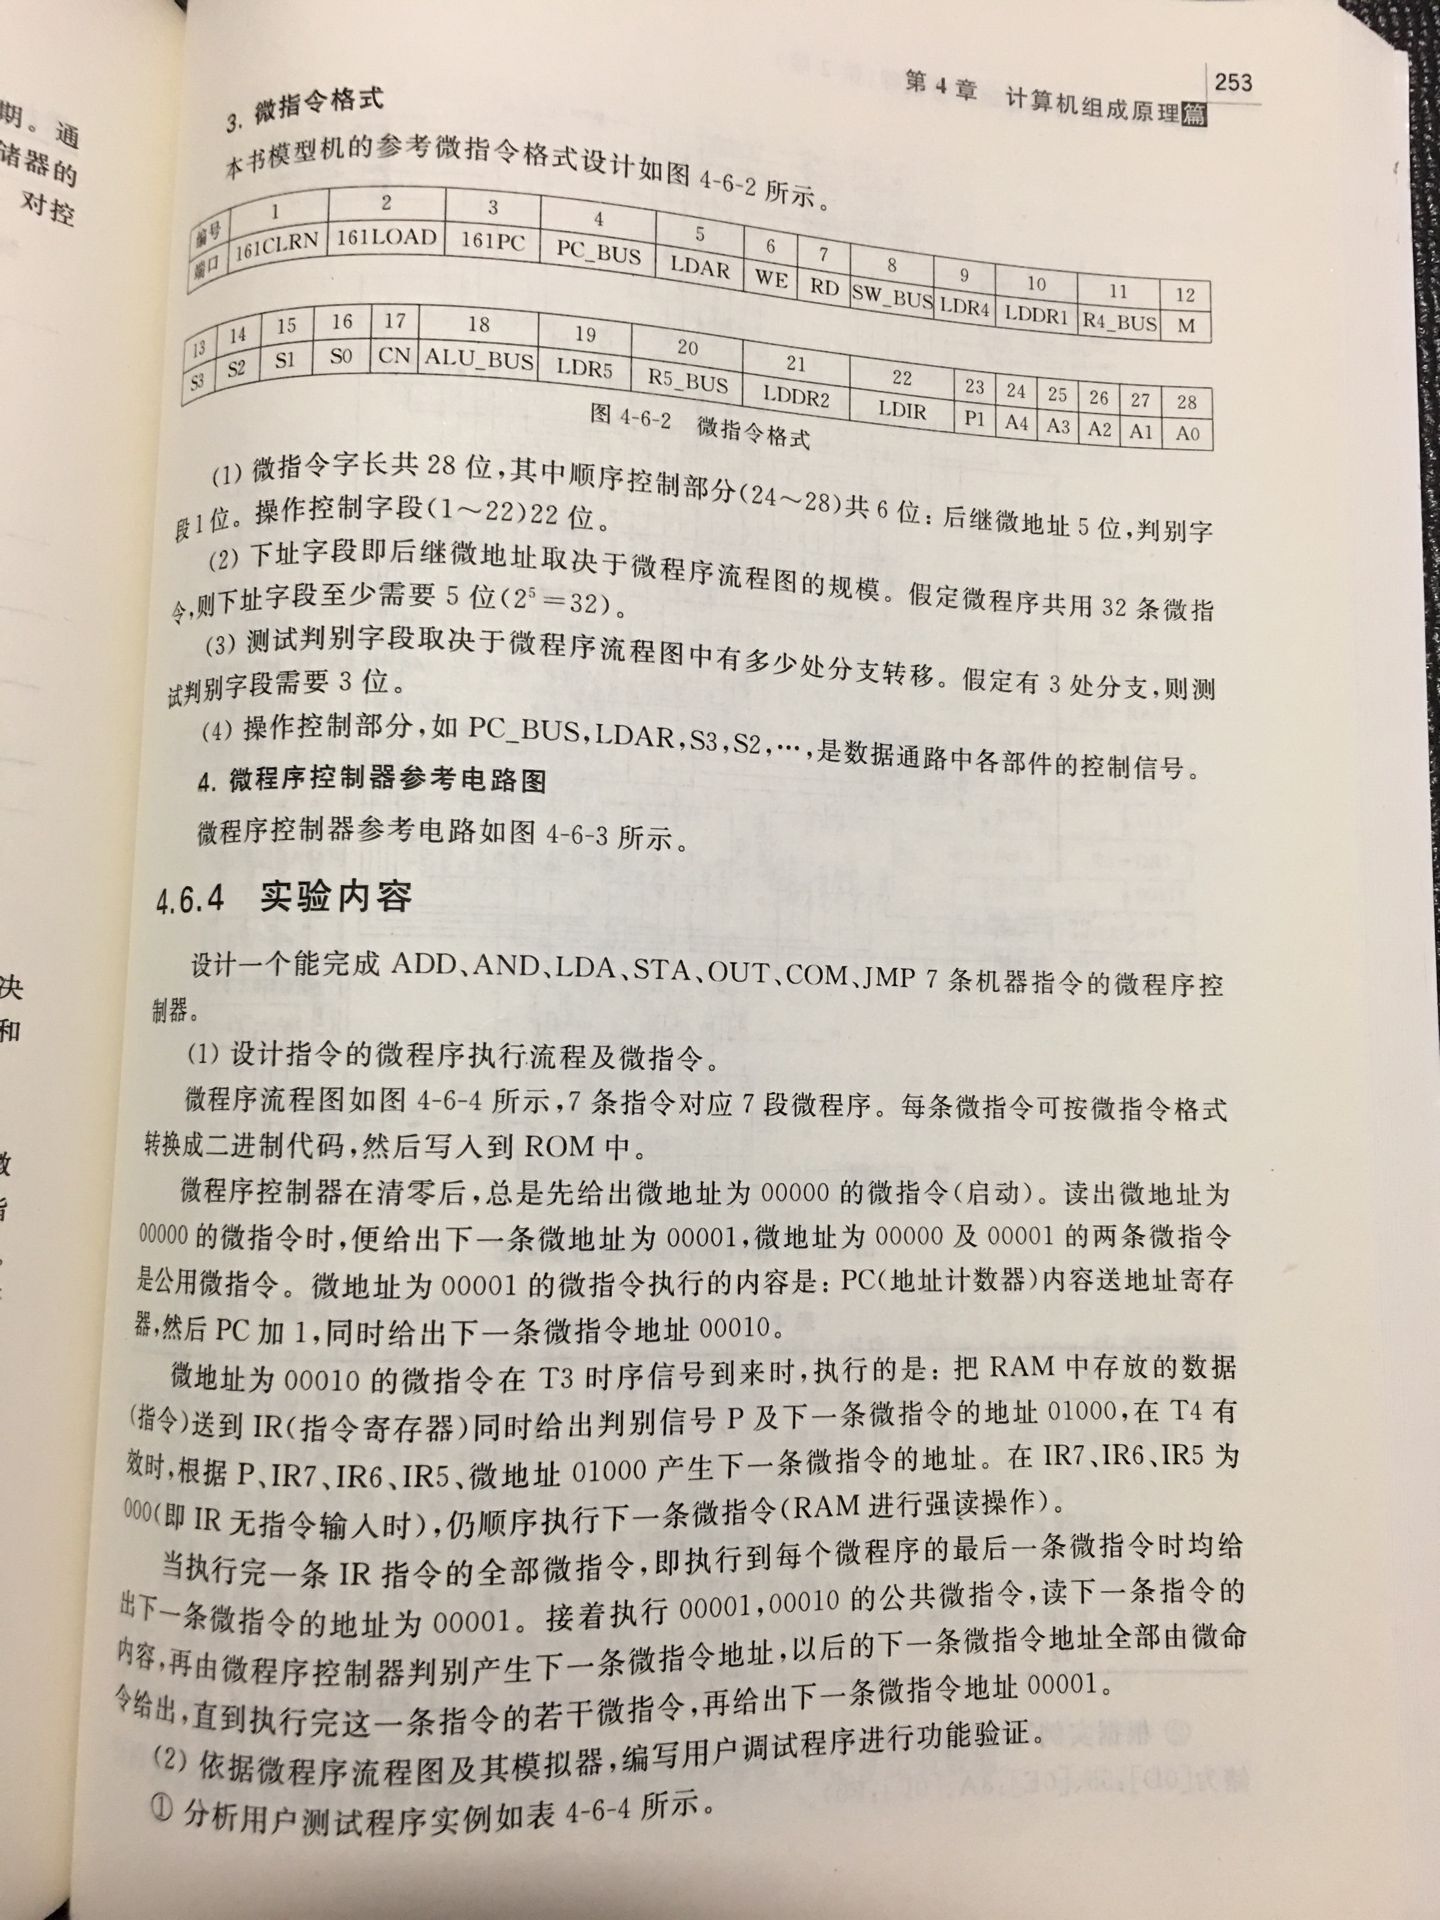 期。通
储器的
对控
决
和
第4章 计算机组成原理篇 253
3. 微指令格式
本书模型机的参考微指令格式设计如图 4-6-2 所示。
编号 1 2 3 4 5 6 7 8 9 10 11 12
端口 161CLRN 161LOAD 161PC PC_BUS LDAR WE RD SW_BUS LDR4 LDDR1 R4_BUS M
13 14 15 16 17 18 19 20 21 22 23 24 25 26 27 28
S3 S2 S1 S0 CN ALU_BUS LDR5 R5_BUS LDDR2 LDIR P1 A4 A3 A2 A1 A0
图 4-6-2 微指令格式
(1) 微指令字长共 28 位,其中顺序控制部分(24～28)共 6 位: 后继微地址 5 位,判别字
段 1 位。操作控制字段(1～22)22 位。
(2) 下址字段即后继微地址取决于微程序流程图的规模。假定微程序共用 32 条微指
令,则下址字段至少需要 5 位(2⁵=32)。
(3) 测试判别字段取决于微程序流程图中有多少处分支转移。假定有 3 处分支,则测
试判别字段需要 3 位。
(4) 操作控制部分,如 PC_BUS,LDAR,S3,S2,…,是数据通路中各部件的控制信号。
4. 微程序控制器参考电路图
微程序控制器参考电路如图 4-6-3 所示。
4.6.4 实验内容
设计一个能完成 ADD、AND、LDA、STA、OUT、COM、JMP 7 条机器指令的微程序控
制器。
(1) 设计指令的微程序执行流程及微指令。
微程序流程图如图 4-6-4 所示,7 条指令对应 7 段微程序。每条微指令可按微指令格式
转换成二进制代码,然后写入到 ROM 中。
微程序控制器在清零后,总是先给出微地址为 00000 的微指令(启动)。读出微地址为
00000 的微指令时,便给出下一条微地址为 00001,微地址为 00000 及 00001 的两条微指令
是公用微指令。微地址为 00001 的微指令执行的内容是: PC(地址计数器)内容送地址寄存
器,然后 PC 加 1,同时给出下一条微指令地址 00010。
微地址为 00010 的微指令在 T3 时序信号到来时,执行的是: 把 RAM 中存放的数据
(指令)送到 IR(指令寄存器)同时给出判别信号 P 及下一条微指令的地址 01000,在 T4 有
效时,根据 P、IR7、IR6、IR5、微地址 01000 产生下一条微指令的地址。在 IR7、IR6、IR5 为
000(即 IR 无指令输入时),仍顺序执行下一条微指令(RAM 进行强读操作)。
当执行完一条 IR 指令的全部微指令,即执行到每个微程序的最后一条微指令时均给
出下一条微指令的地址为 00001。接着执行 00001,00010 的公共微指令,读下一条指令的
内容,再由微程序控制器判别产生下一条微指令地址,以后的下一条微指令地址全部由微命
令给出,直到执行完这一条指令的若干微指令,再给出下一条微指令地址 00001。
(2) 依据微程序流程图及其模拟器,编写用户调试程序进行功能验证。
① 分析用户测试程序实例如表 4-6-4 所示。